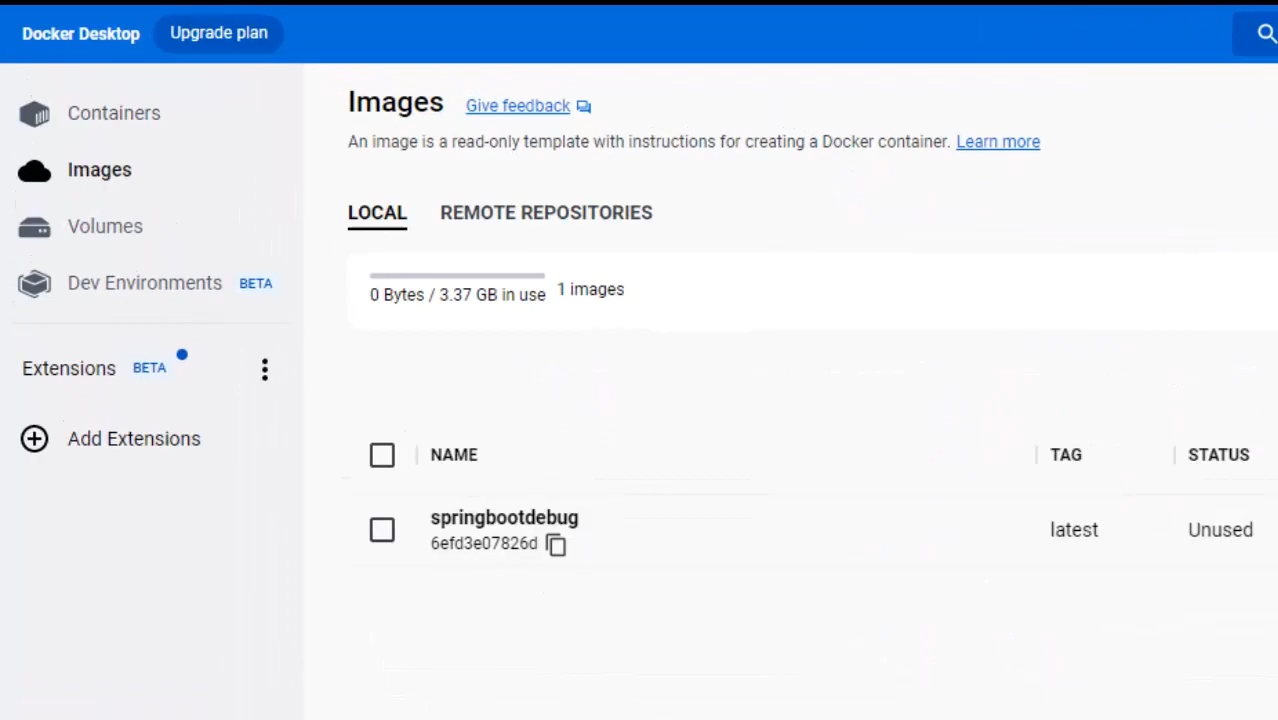 Docker Desktop Upgrade plan
Containers
Images
Volumes
Dev Environments BETA
Extensions BETA
Add Extensions
Images Give feedback
An image is a read-only template with instructions for creating a Docker container. Learn more
LOCAL REMOTE REPOSITORIES
0 Bytes / 3.37 GB in use 1 images
NAME TAG STATUS
springbootdebug latest Unused
6efd3e07826d